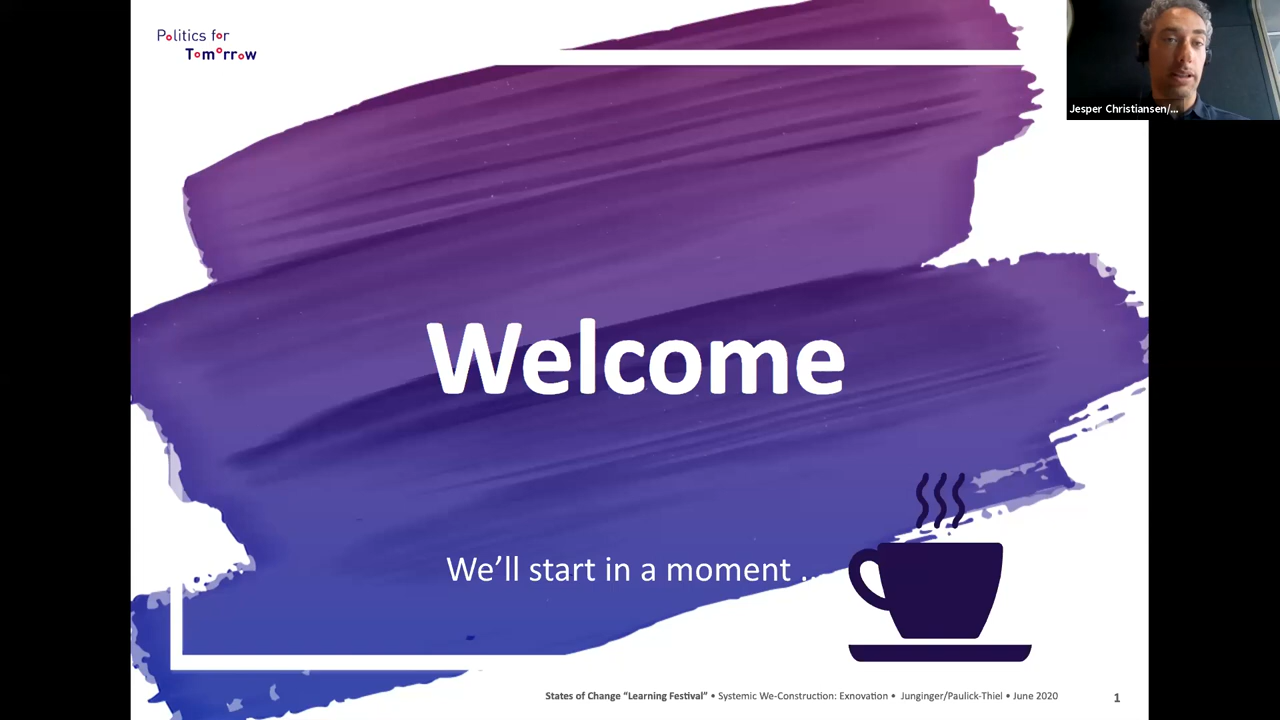 Politics for
Tomorrow
Jesper Christiansen/...
Welcome
We’ll start in a moment ...
States of Change “Learning Festival” • Systemic We-Construction: Exnovation • Junginger/Paulick-Thiel • June 2020
1